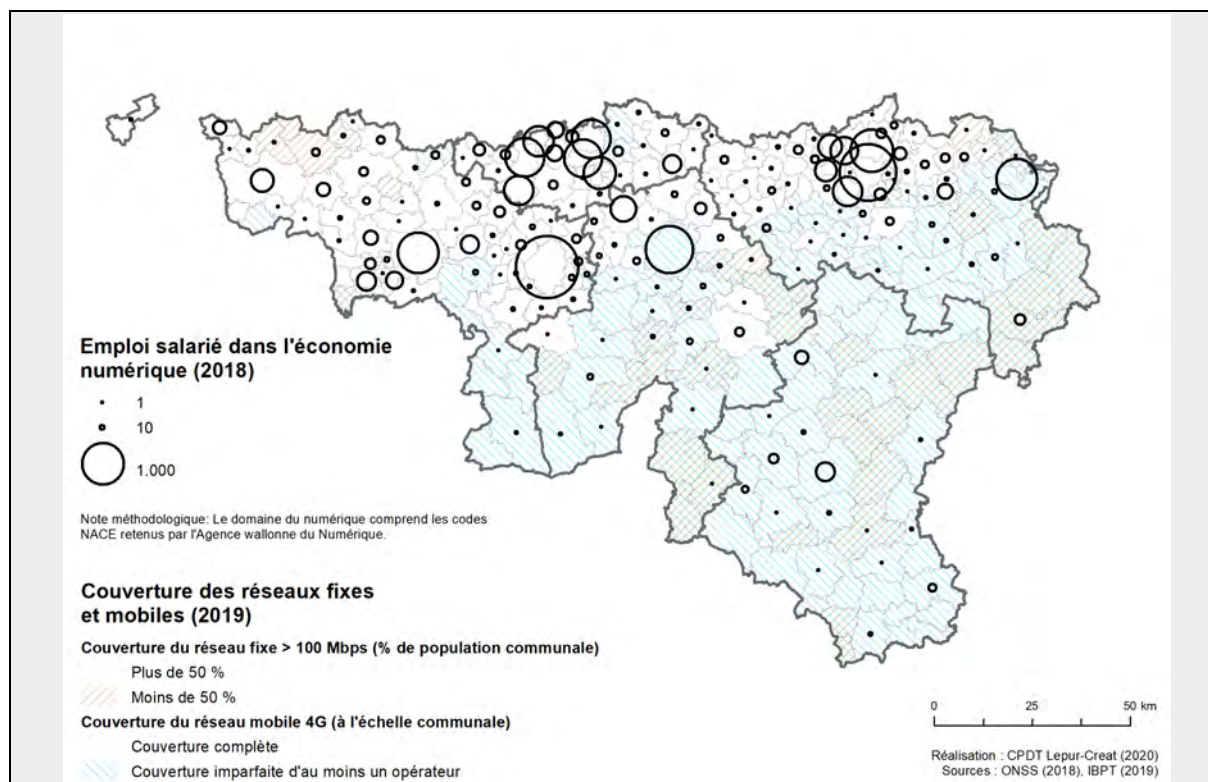 Emploi salarié dans l'économie
numérique (2018)
1
10
1.000
Note méthodologique: Le domaine du numérique comprend les codes
NACE retenus par l'Agence wallonne du Numérique.
Couverture des réseaux fixes
et mobiles (2019)
Couverture du réseau fixe > 100 Mbps (% de population communale)
Plus de 50 %
Moins de 50 %
Couverture du réseau mobile 4G (à l'échelle communale)
Couverture complète
Couverture imparfaite d'au moins un opérateur
0 25 50 km
Réalisation : CPDT Lepur-Creat (2020)
Sources : ONSS (2018), IBPT (2019)